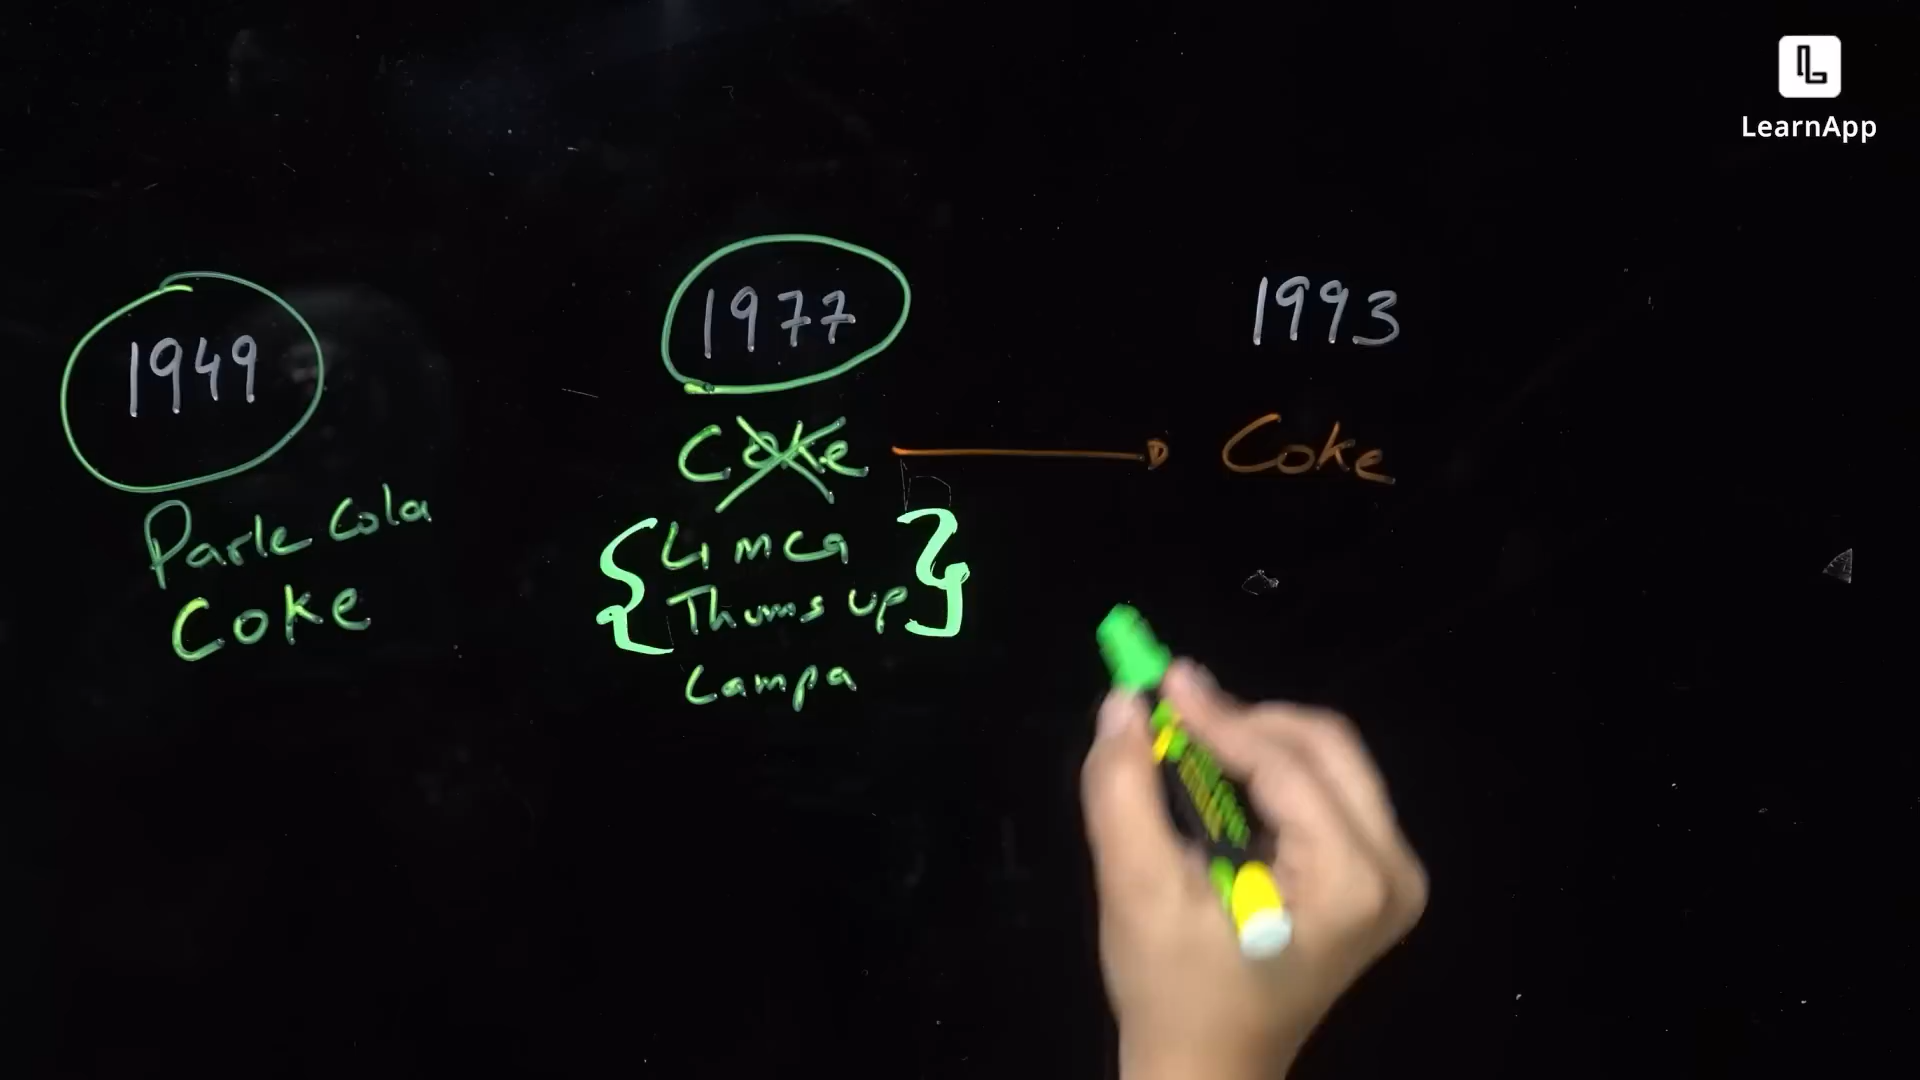 LearnApp
1949
Parle Cola
Coke
1977
Coke
Limca
Thums up
Campa
1993
Coke